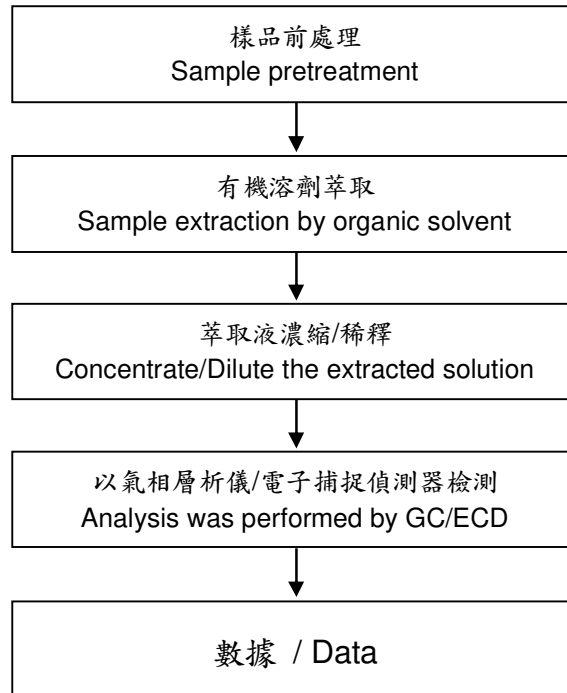 樣品前處理
Sample pretreatment
有機溶劑萃取
Sample extraction by organic solvent
萃取液濃縮/稀釋
Concentrate/Dilute the extracted solution
以氣相層析儀/電子捕捉偵測器檢測
Analysis was performed by GC/ECD
數據 / Data